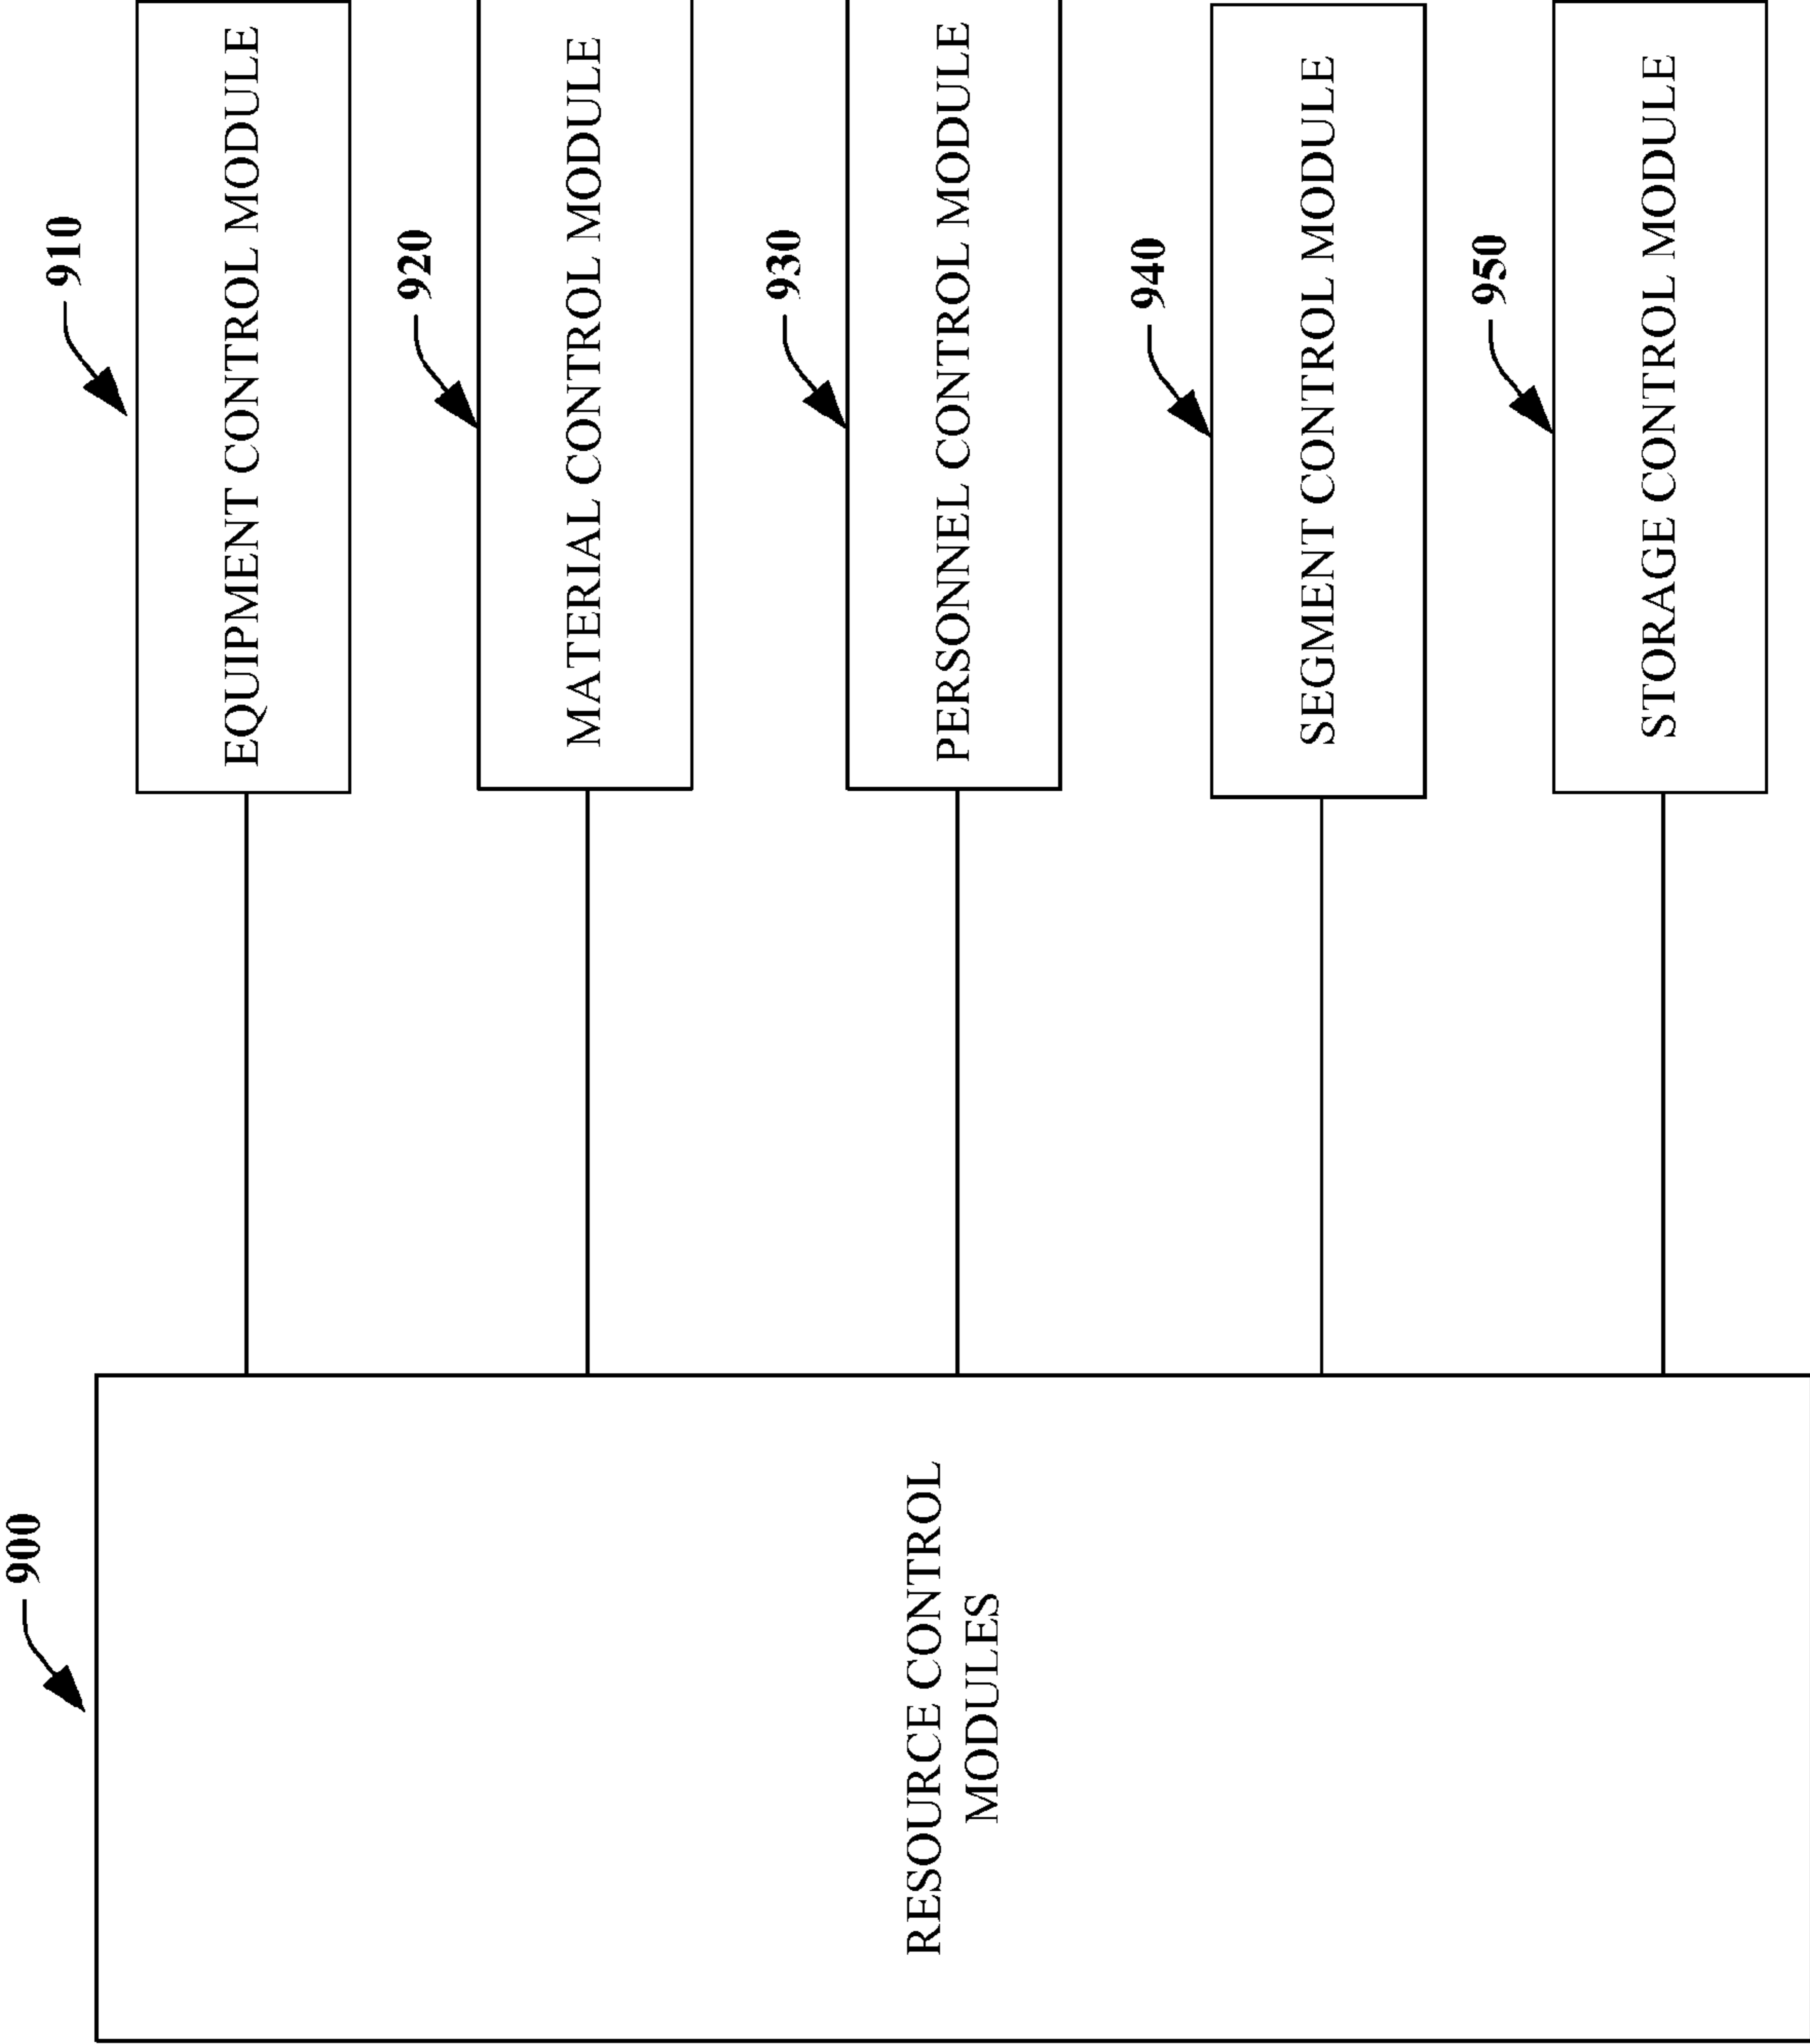 900
RESOURCE CONTROL
MODULES
910
EQUIPMENT CONTROL MODULE
920
MATERIAL CONTROL MODULE
930
PERSONNEL CONTROL MODULE
940
SEGMENT CONTROL MODULE
950
STORAGE CONTROL MODULE